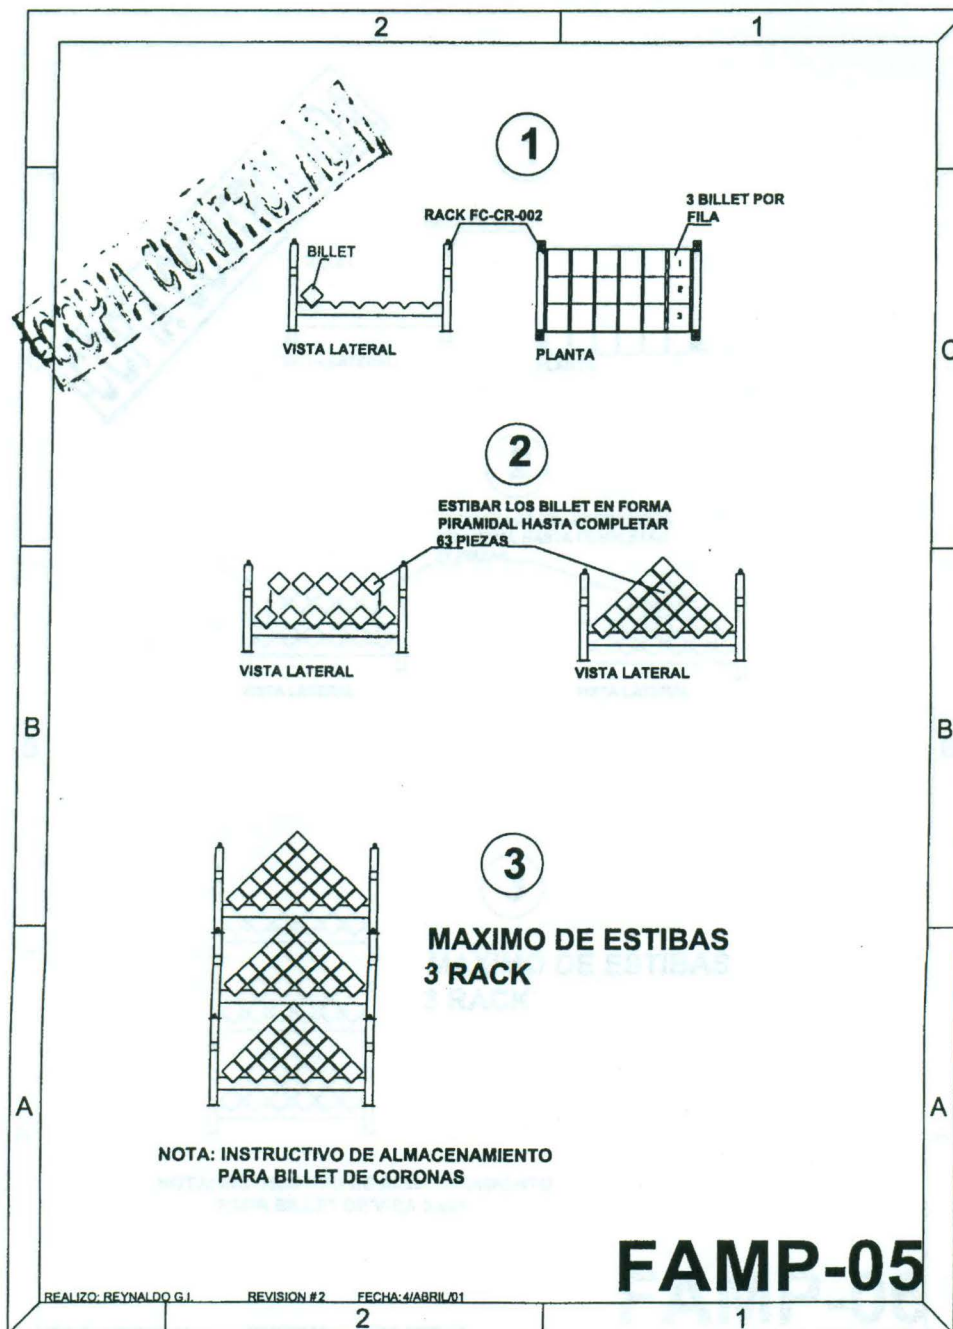 2
1
COPIA CONTROLADA
1
3 BILLET POR
FILA
RACK FC-CR-002
BILLET
1
2
3
VISTA LATERAL
PLANTA
C
2
ESTIBAR LOS BILLET EN FORMA
PIRAMIDAL HASTA COMPLETAR
63 PIEZAS
VISTA LATERAL
VISTA LATERAL
B
B
3
MAXIMO DE ESTIBAS
3 RACK
A
A
NOTA: INSTRUCTIVO DE ALMACENAMIENTO
PARA BILLET DE CORONAS
FAMP-05
REALIZO: REYNALDO G.I. REVISION #2 FECHA:4/ABRIL/01
2
1